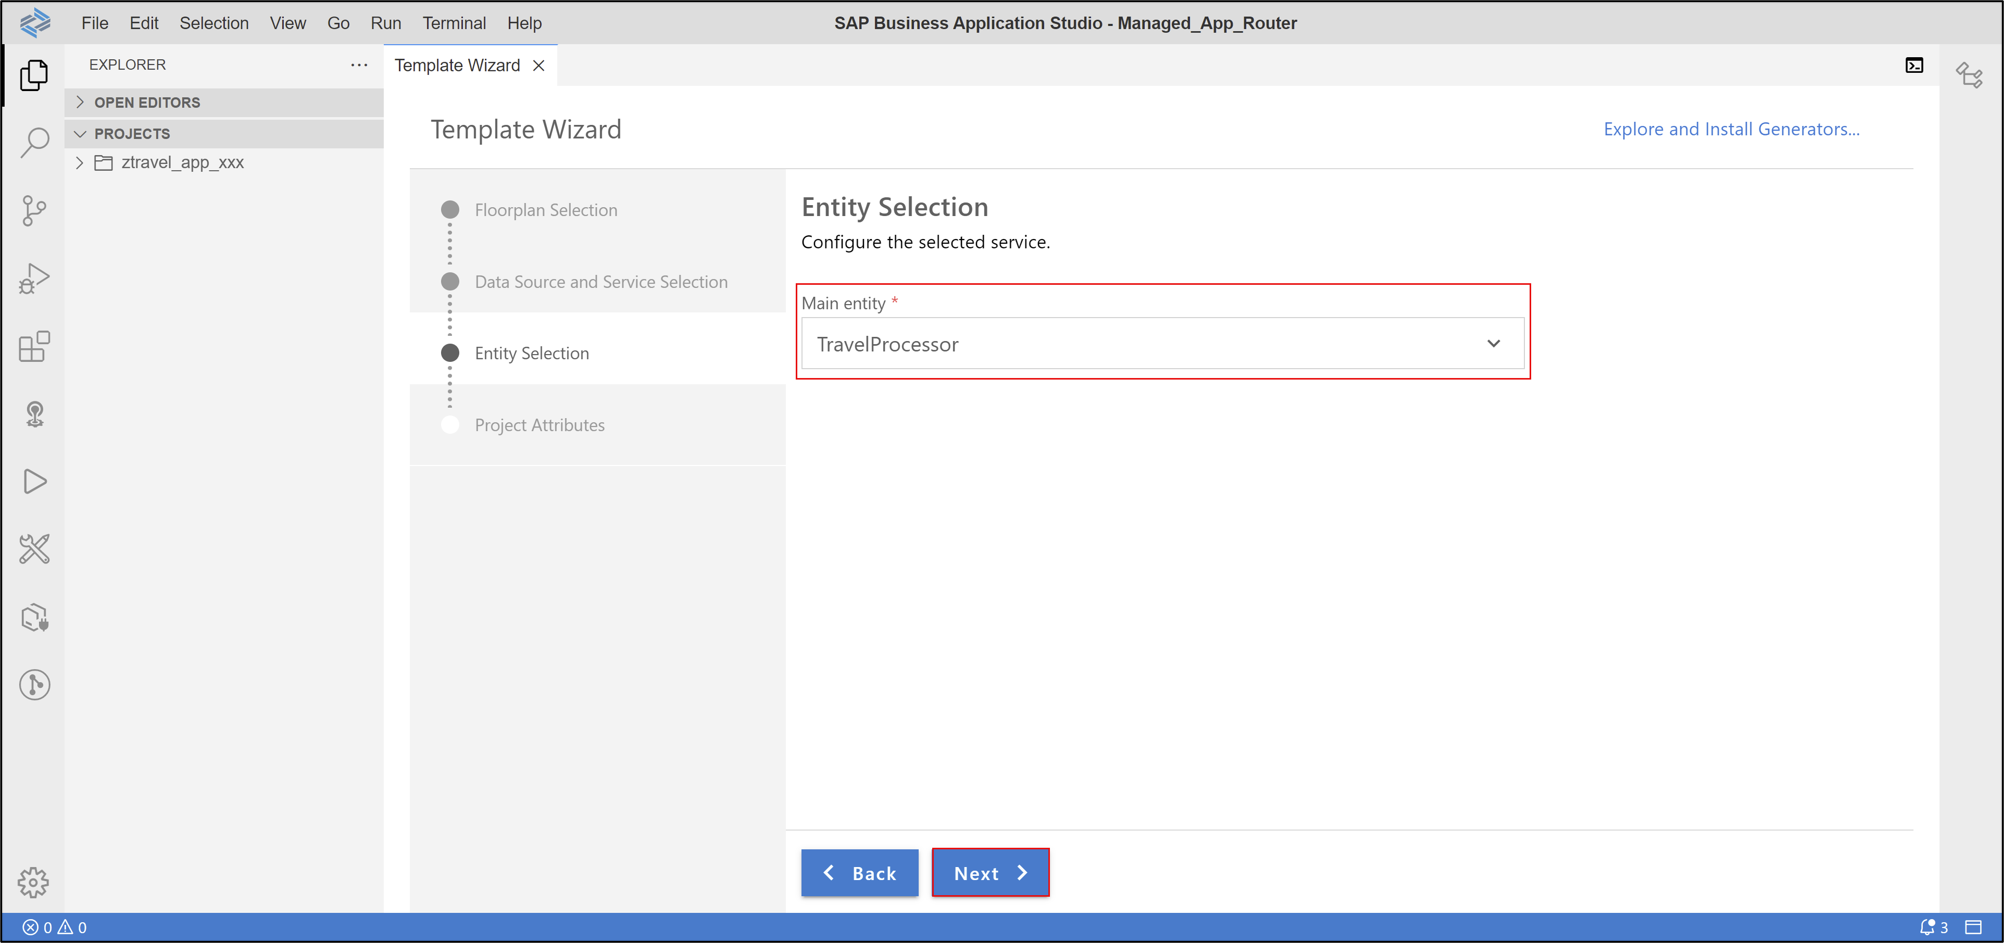 File Edit Selection View Go Run Terminal Help
SAP Business Application Studio - Managed_App_Router
EXPLORER
OPEN EDITORS
PROJECTS
ztravel_app_xxx
Template Wizard
Template Wizard
Explore and Install Generators...
Floorplan Selection
Data Source and Service Selection
Entity Selection
Project Attributes
Entity Selection
Configure the selected service.
Main entity *
TravelProcessor
Back
Next
0 0
3